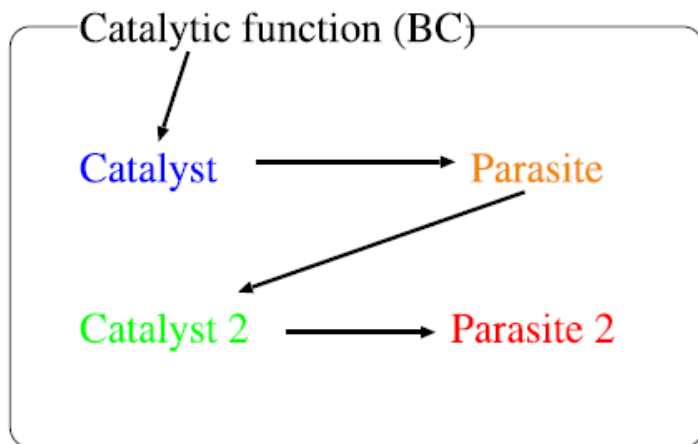 Catalytic function (BC)
Catalyst
Parasite
Catalyst 2
Parasite 2